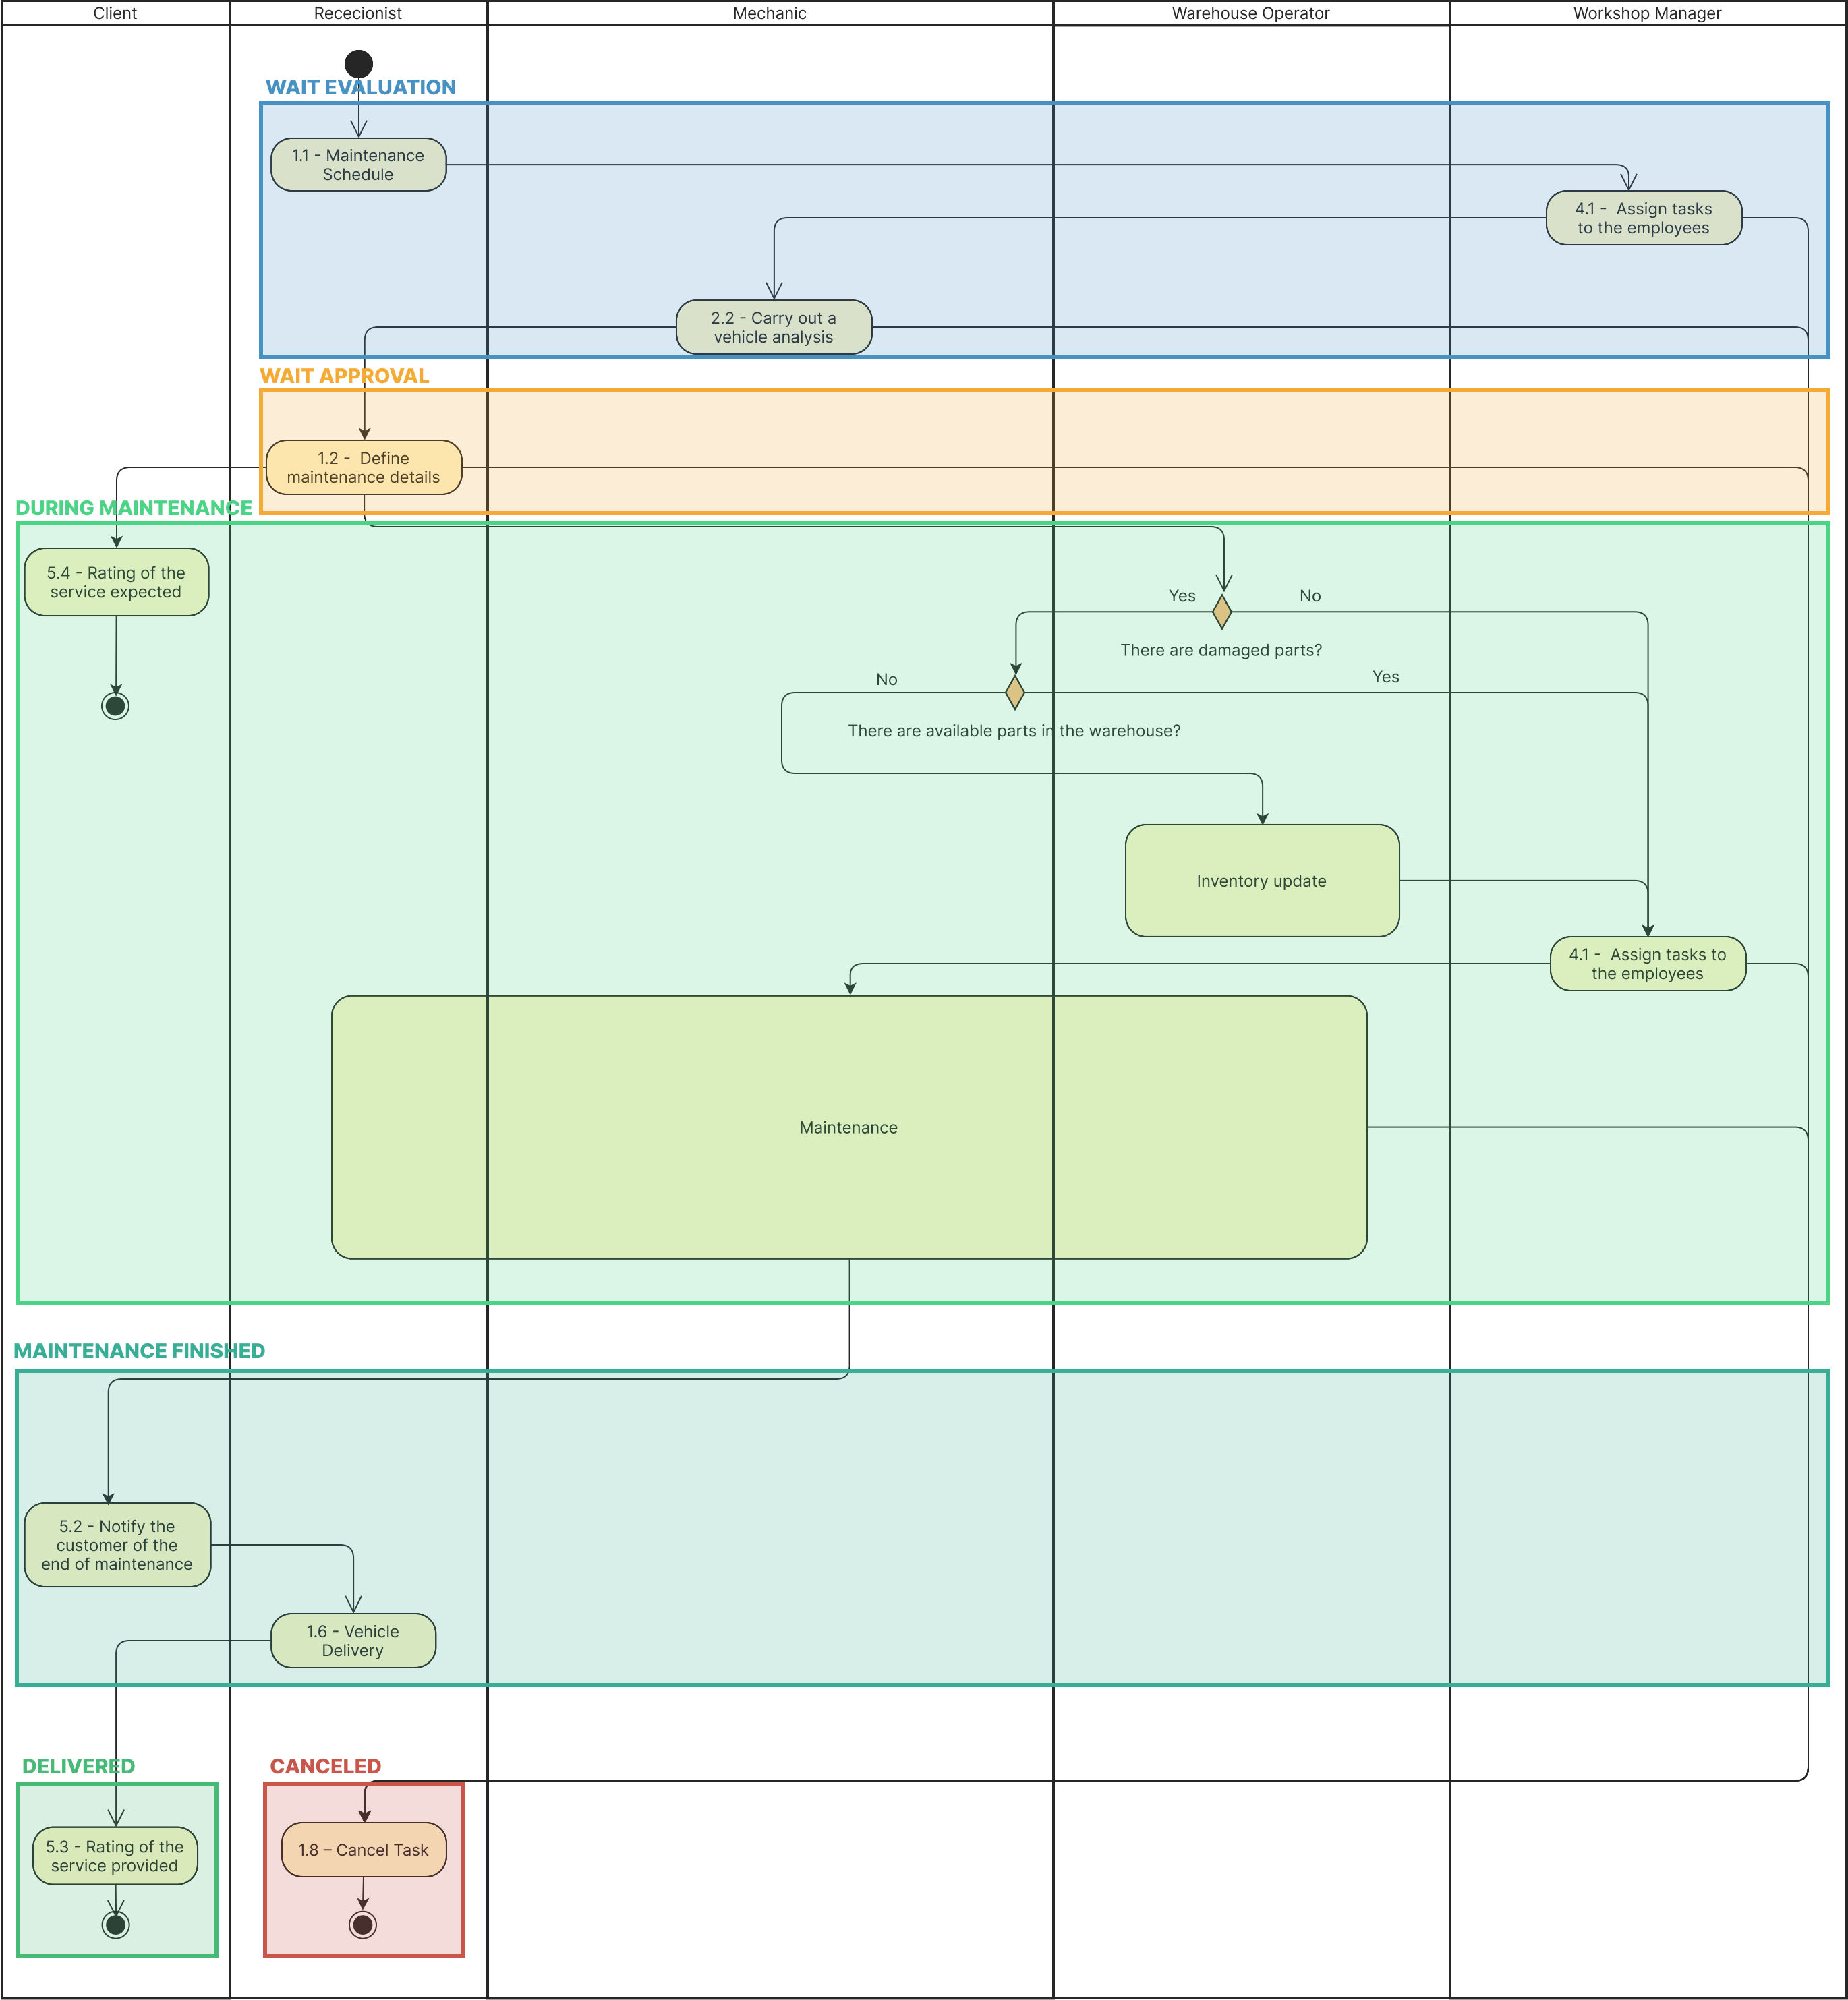 Client
Rececionist
Mechanic
Warehouse Operator
Workshop Manager
WAIT EVALUATION
1.1 - Maintenance
Schedule
4.1 -  Assign tasks
to the employees
2.2 - Carry out a
vehicle analysis
WAIT APPROVAL
1.2 -  Define
maintenance details
DURING MAINTENANCE
5.4 - Rating of the
service expected
Yes
No
There are damaged parts?
No
Yes
There are available parts in the warehouse?
Inventory update
4.1 -  Assign tasks to
the employees
Maintenance
MAINTENANCE FINISHED
5.2 - Notify the
customer of the
end of maintenance
1.6 - Vehicle
Delivery
DELIVERED
CANCELED
5.3 - Rating of the
service provided
1.8 – Cancel Task